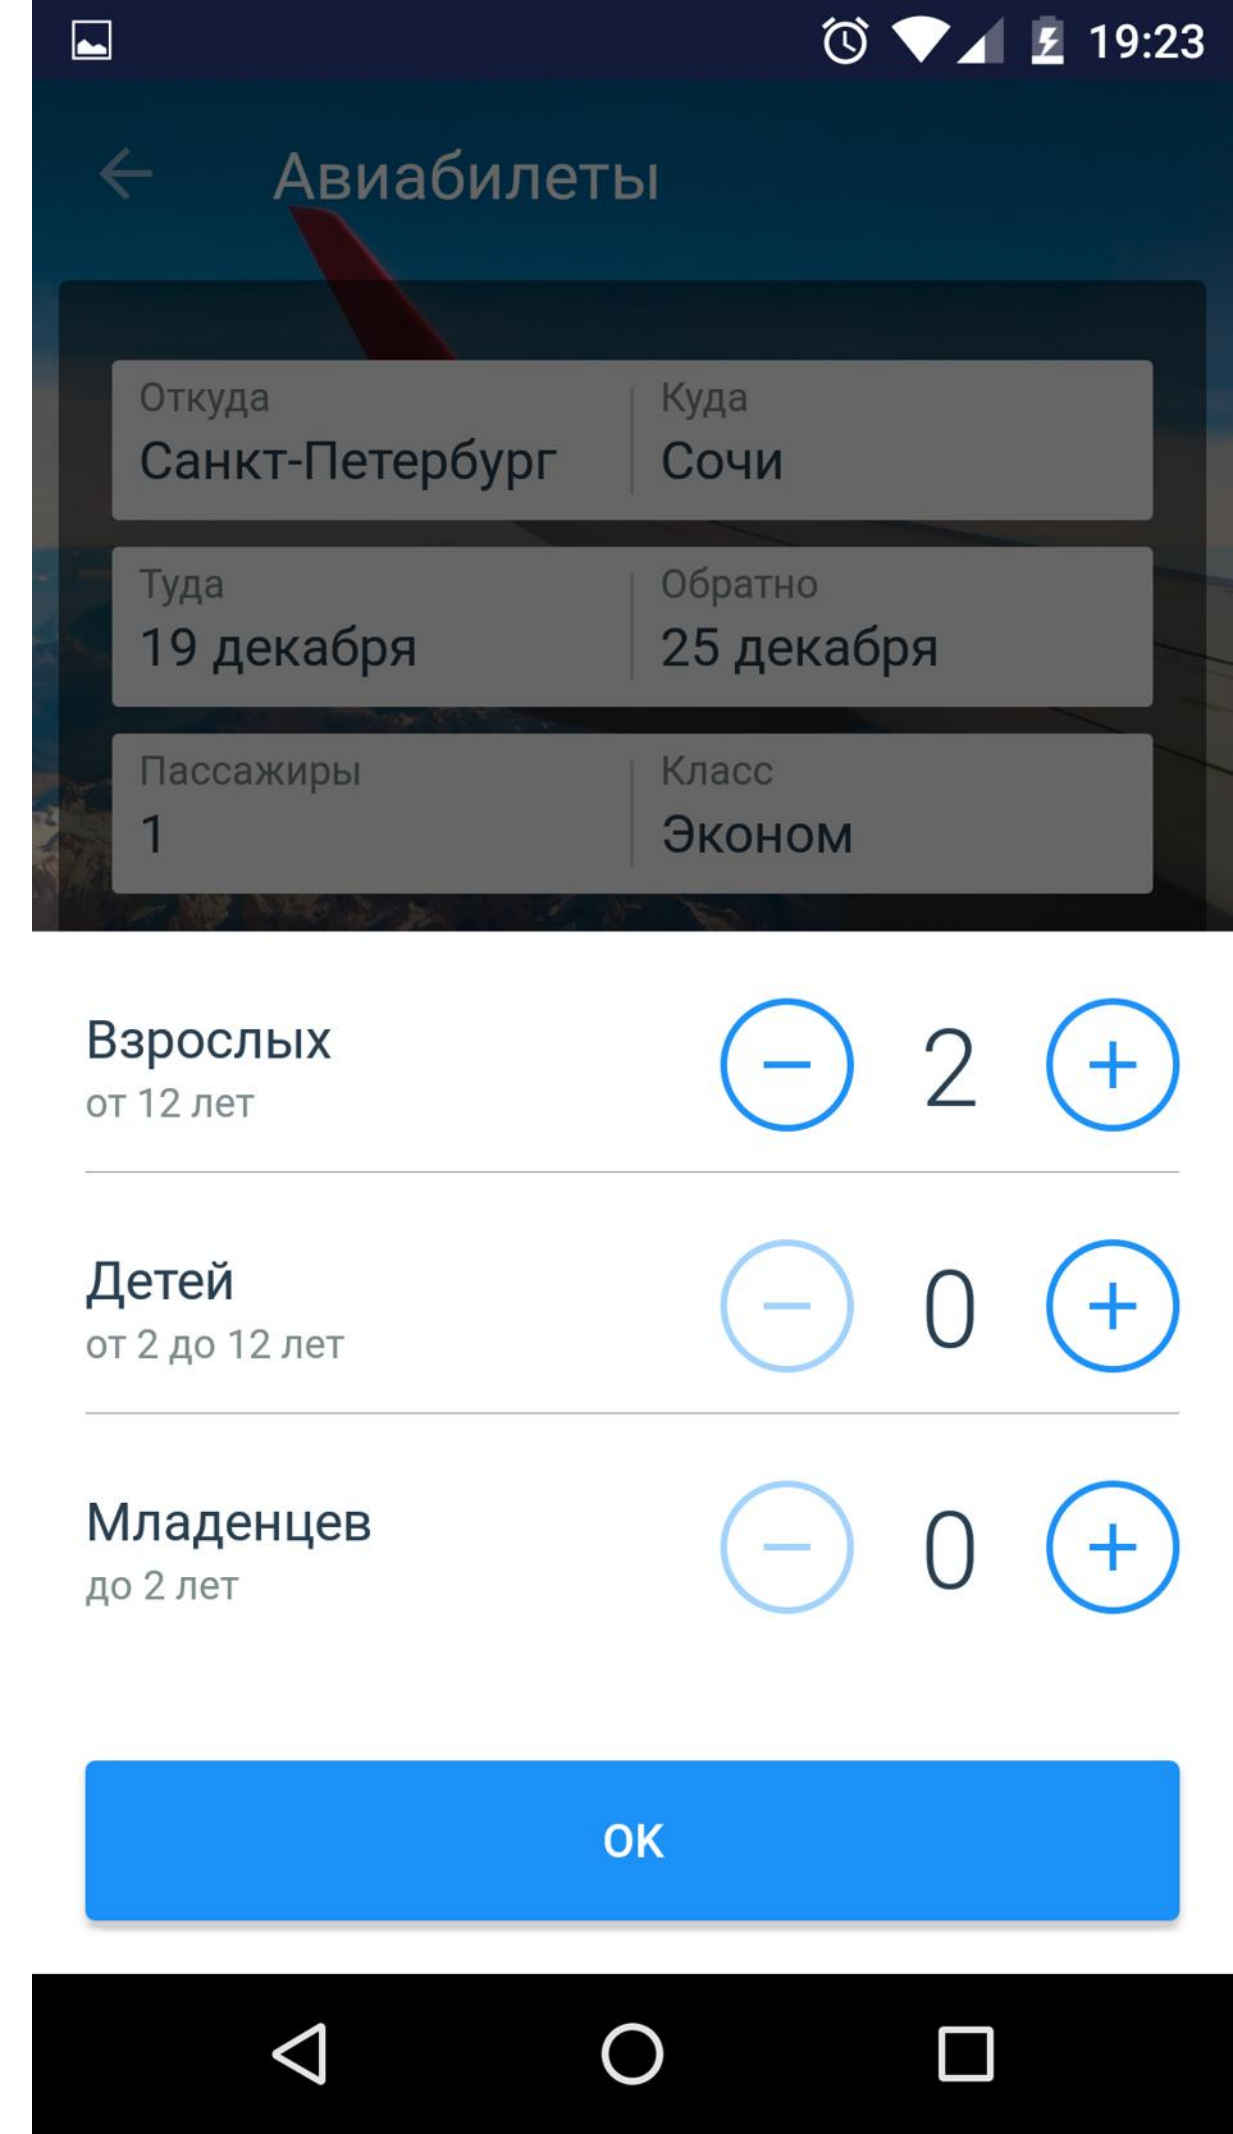 19:23
Авиабилеты
Откуда Куда
Санкт-Петербург Сочи
Туда Обратно
19 декабря 25 декабря
Пассажиры Класс
1 Эконом
Взрослых
от 12 лет
2
Детей
от 2 до 12 лет
0
Младенцев
до 2 лет
0
ОК